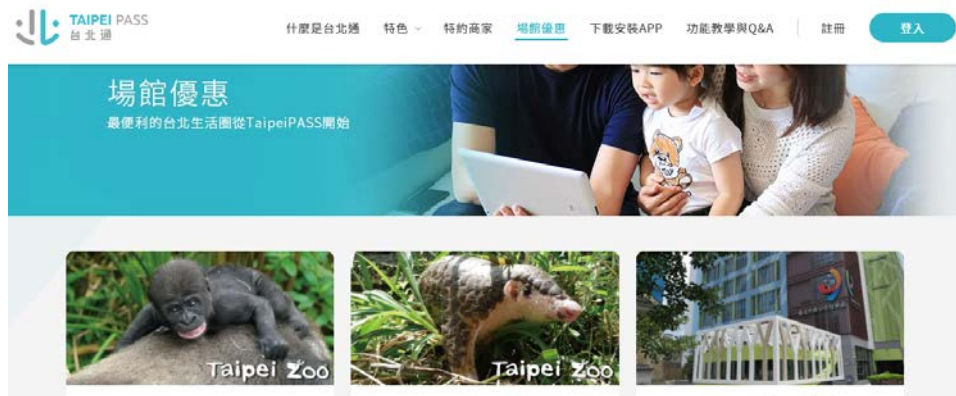 TAIPEI PASS
台北通
什麼是台北通 特色 特約商家 場館優惠 下載安裝APP 功能教學與Q&A 註冊 登入
場館優惠
最便利的台北生活圈從TaipeiPASS開始
Taipei Zoo
Taipei Zoo